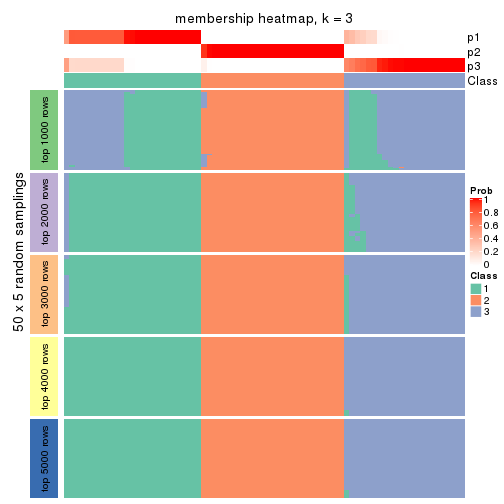 membership heatmap, k = 3
p1
p2
p3
Class
50 x 5 random samplings
top 1000 rows
top 2000 rows
top 3000 rows
top 4000 rows
top 5000 rows
Prob
1
0.8
0.6
0.4
0.2
0
Class
1
2
3